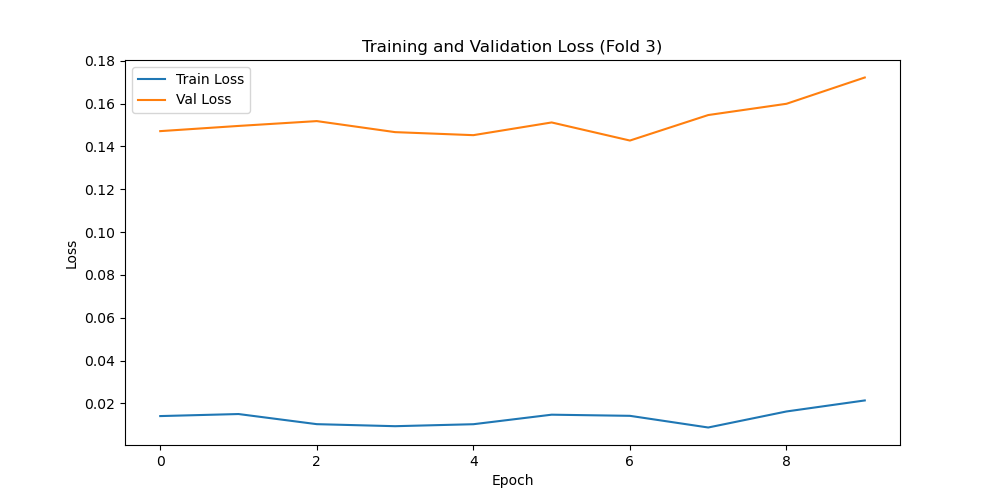 Training and Validation Loss (Fold 3)
Train Loss
Val Loss
0.18
0.16
0.14
0.12
0.10
0.08
0.06
0.04
0.02
Loss
0 2 4 6 8
Epoch